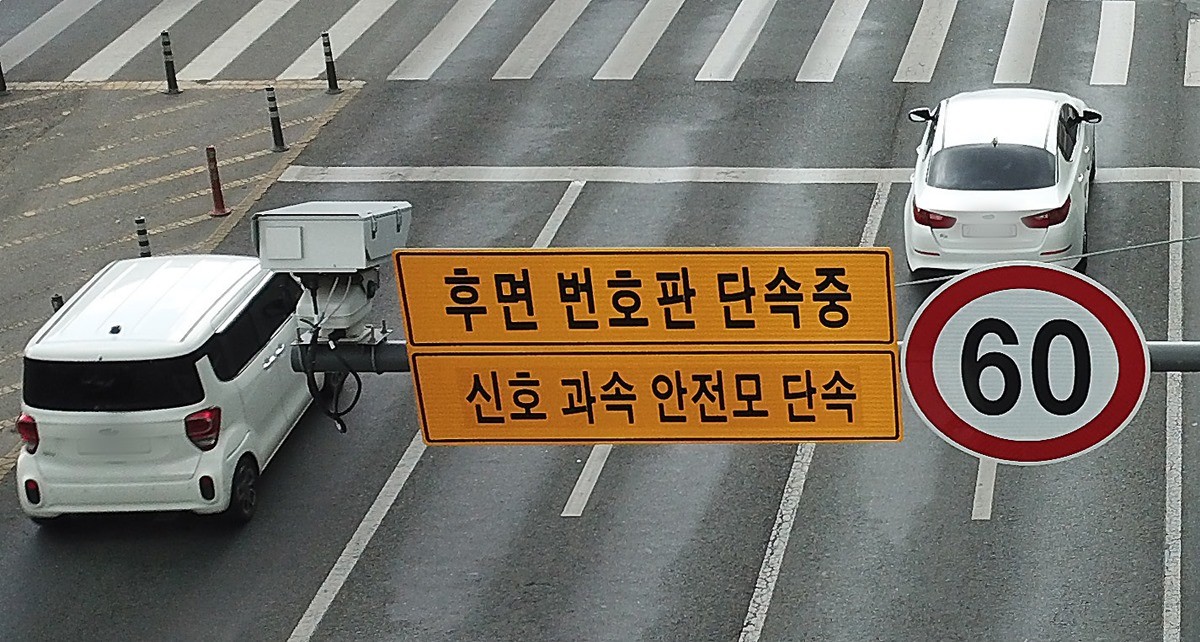 후면 번호판 단속중
신호 과속 안전모 단속
60